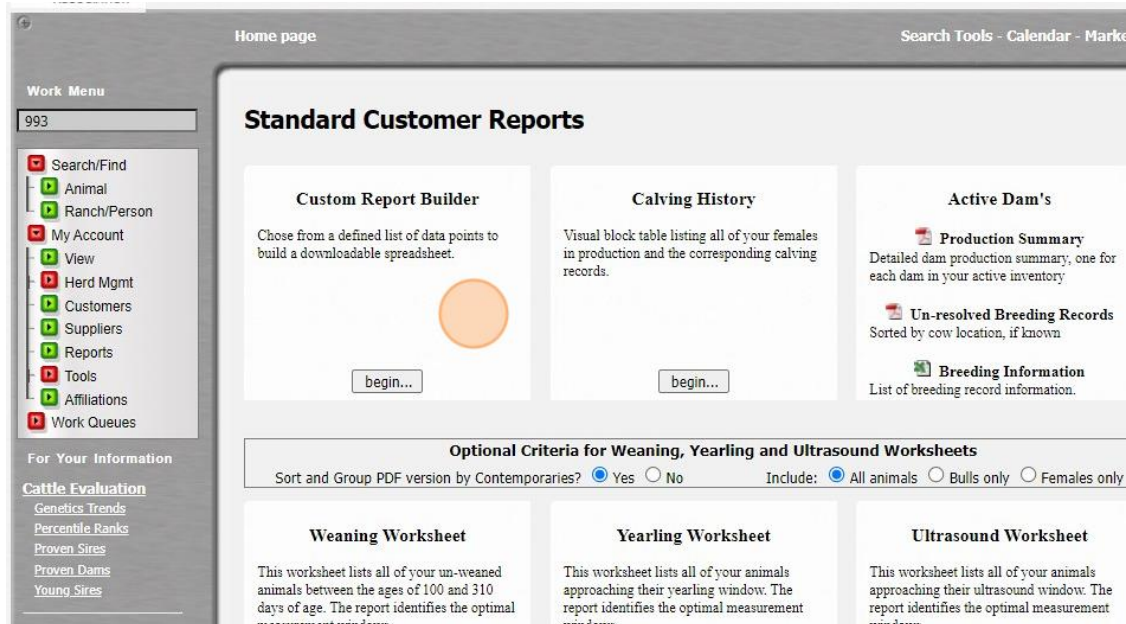 Home page
Search Tools - Calendar -
Work Menu
993
Search/Find
Animal
Ranch/Person
My Account
View
Herd Mgmt
Customers
Suppliers
Reports
Tools
Affiliations
Work Queues
For Your Information
Cattle Evaluation
Genetics Trends
Percentile Ranks
Proven Sires
Proven Dams
Young Sires
Standard Customer Reports
Custom Report Builder
Chose from a defined list of data points to
build a downloadable spreadsheet.
begin...
Calving History
Visual block table listing all of your females
in production and the corresponding calving
records.
begin...
Active Dam's
Production Summary
Detailed dam production summary, one for
each dam in your active inventory
Un-resolved Breeding Records
Sorted by cow location, if known
Breeding Information
List of breeding record information.
Optional Criteria for Weaning, Yearling and Ultrasound Worksheets
Sort and Group PDF version by Contemporaries? Yes No Include: All animals Bulls only Females only
Weaning Worksheet
This worksheet lists all of your un-weaned
animals between the ages of 100 and 310
days of age. The report identifies the optimal
Yearling Worksheet
This worksheet lists all of your animals
approaching their yearling window. The
report identifies the optimal measurement
Ultrasound Worksheet
This worksheet lists all of your animals
approaching their ultrasound window. The
report identifies the optimal measurement